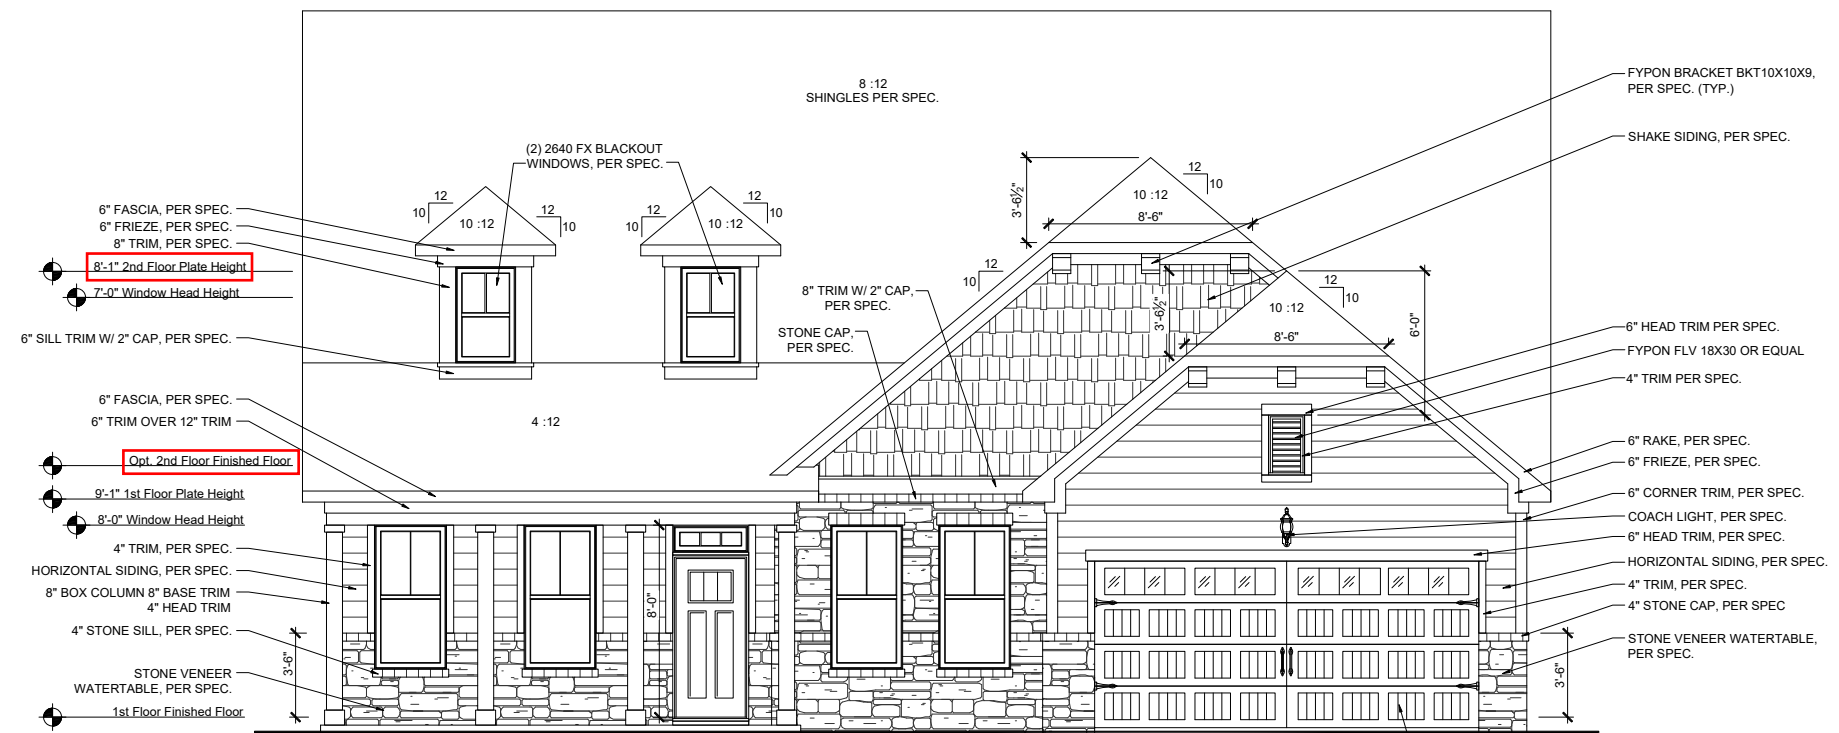 8 :12
SHINGLES PER SPEC.
(2) 2640 FX BLACKOUT
WINDOWS, PER SPEC.
12
10
10 :12
12
10
12
10
10 :12
12
10
6" FASCIA, PER SPEC.
6" FRIEZE, PER SPEC.
8" TRIM, PER SPEC.
8'-1" 2nd Floor Plate Height
7'-0" Window Head Height
6" SILL TRIM W/ 2" CAP, PER SPEC.
6" FASCIA, PER SPEC.
6" TRIM OVER 12" TRIM
4 :12
Opt. 2nd Floor Finished Floor
9'-1" 1st Floor Plate Height
8'-0" Window Head Height
4" TRIM, PER SPEC.
HORIZONTAL SIDING, PER SPEC.
8" BOX COLUMN 8" BASE TRIM
4" HEAD TRIM
4" STONE SILL, PER SPEC.
3'-6"
STONE VENEER
WATERTABLE, PER SPEC.
1st Floor Finished Floor
8'-0"
12
10
3'-6½"
10 :12
8'-6"
12
10
8" TRIM W/ 2" CAP,
PER SPEC.
STONE CAP,
PER SPEC.
3'-6½"
12
10
10 :12
8'-6"
6'-0"
FYPON BRACKET BKT10X10X9,
PER SPEC. (TYP.)
SHAKE SIDING, PER SPEC.
6" HEAD TRIM PER SPEC.
FYPON FLV 18X30 OR EQUAL
4" TRIM PER SPEC.
6" RAKE, PER SPEC.
6" FRIEZE, PER SPEC.
6" CORNER TRIM, PER SPEC.
COACH LIGHT, PER SPEC.
6" HEAD TRIM, PER SPEC.
HORIZONTAL SIDING, PER SPEC.
4" TRIM, PER SPEC.
4" STONE CAP, PER SPEC
STONE VENEER WATERTABLE,
PER SPEC.
3'-6"